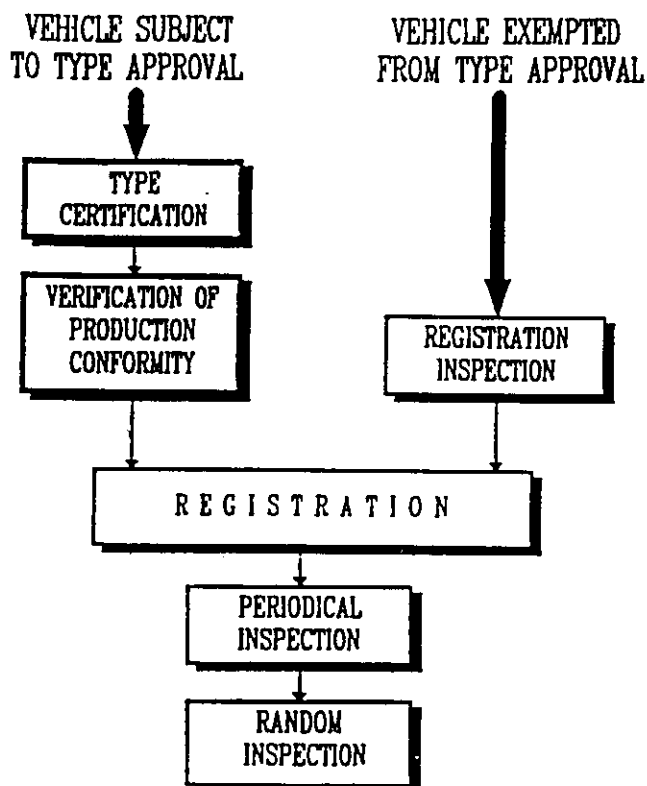 VEHICLE SUBJECT
TO TYPE APPROVAL
VEHICLE EXEMPTED
FROM TYPE APPROVAL
TYPE
CERTIFICATION
VERIFICATION OF
PRODUCTION
CONFORMITY
REGISTRATION
INSPECTION
REGISTRATION
PERIODICAL
INSPECTION
RANDOM
INSPECTION